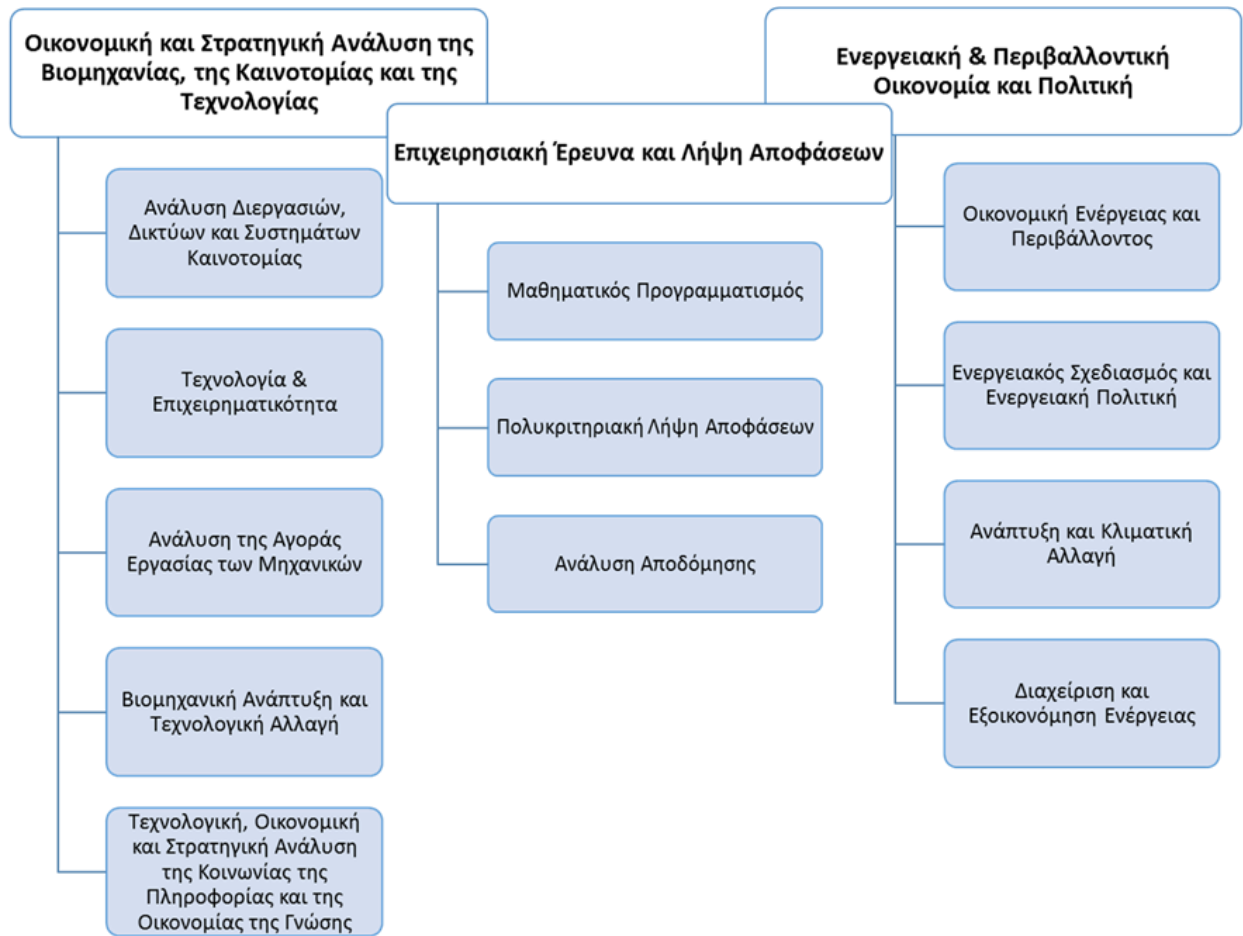 Οικονομική και Στρατηγική Ανάλυση της
Βιομηχανίας, της Καινοτομίας και της
Τεχνολογίας
Ανάλυση Διεργασιών,
Δικτύων και Συστημάτων
Καινοτομίας
Τεχνολογία &
Επιχειρηματικότητα
Ανάλυση της Αγοράς
Εργασίας των Μηχανικών
Βιομηχανική Ανάπτυξη και
Τεχνολογική Αλλαγή
Τεχνολογική, Οικονομική
και Στρατηγική Ανάλυση
της Κοινωνίας της
Πληροφορίας και της
Οικονομίας της Γνώσης
Επιχειρησιακή Έρευνα και Λήψη Αποφάσεων
Μαθηματικός Προγραμματισμός
Πολυκριτηριακή Λήψη Αποφάσεων
Ανάλυση Αποδόμησης
Ενεργειακή & Περιβαλλοντική
Οικονομία και Πολιτική
Οικονομική Ενέργειας και
Περιβάλλοντος
Ενεργειακός Σχεδιασμός και
Ενεργειακή Πολιτική
Ανάπτυξη και Κλιματική
Αλλαγή
Διαχείριση και
Εξοικονόμηση Ενέργειας